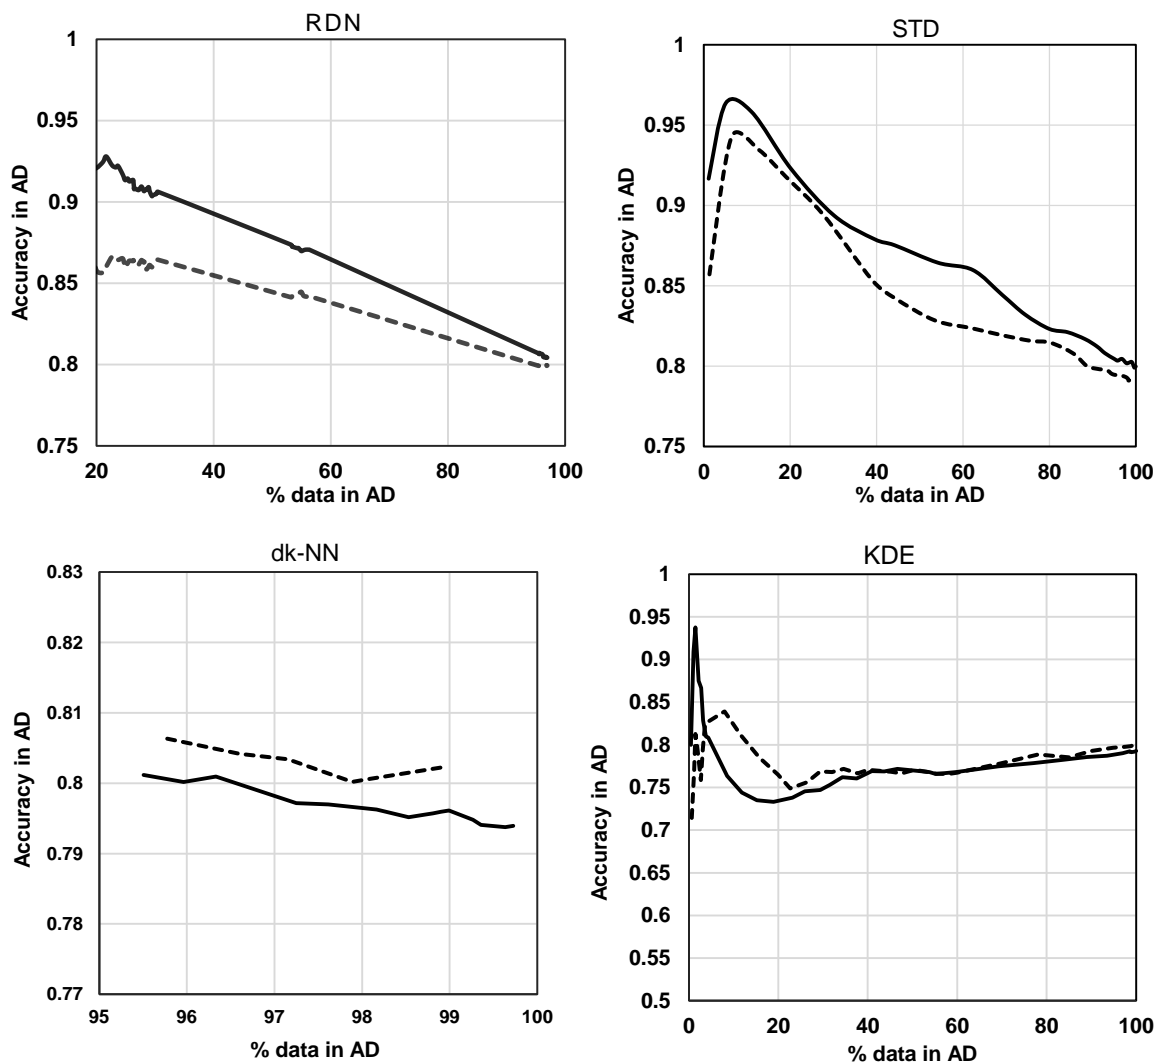 RDN
1
0.95
0.9
0.85
0.8
0.75
Accuracy in AD
20 40 60 80 100
% data in AD
STD
1
0.95
0.9
0.85
0.8
0.75
Accuracy in AD
0 20 40 60 80 100
% data in AD
dk-NN
0.83
0.82
0.81
0.8
0.79
0.78
0.77
Accuracy in AD
95 96 97 98 99 100
% data in AD
KDE
1
0.95
0.9
0.85
0.8
0.75
0.7
0.65
0.6
0.55
0.5
Accuracy in AD
0 20 40 60 80 100
% data in AD